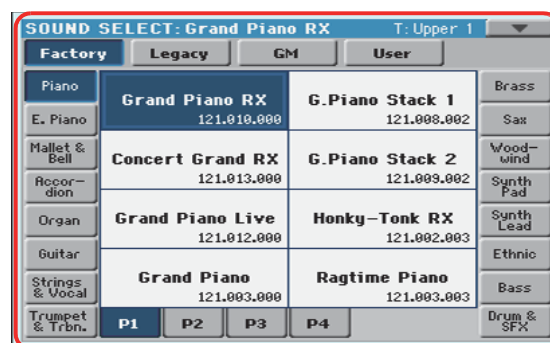 SOUND SELECT:Grand Piano RX T:Upper 1
Factory Legacy GM User
Piano
E. Piano
Mallet &
Bell
Accor-
dion
Organ
Guitar
Strings
& Vocal
Trumpet
& Trbn.
Grand Piano RX
121.010.000
G.Piano Stack 1
121.008.002
Concert Grand RX
121.013.000
G.Piano Stack 2
121.009.002
Grand Piano Live
121.012.000
Honky-Tonk RX
121.002.003
Grand Piano
121.003.000
Ragtime Piano
121.003.003
Brass
Sax
Wood-
wind
Synth
Pad
Synth
Lead
Ethnic
Bass
Drum &
SFX
P1 P2 P3 P4